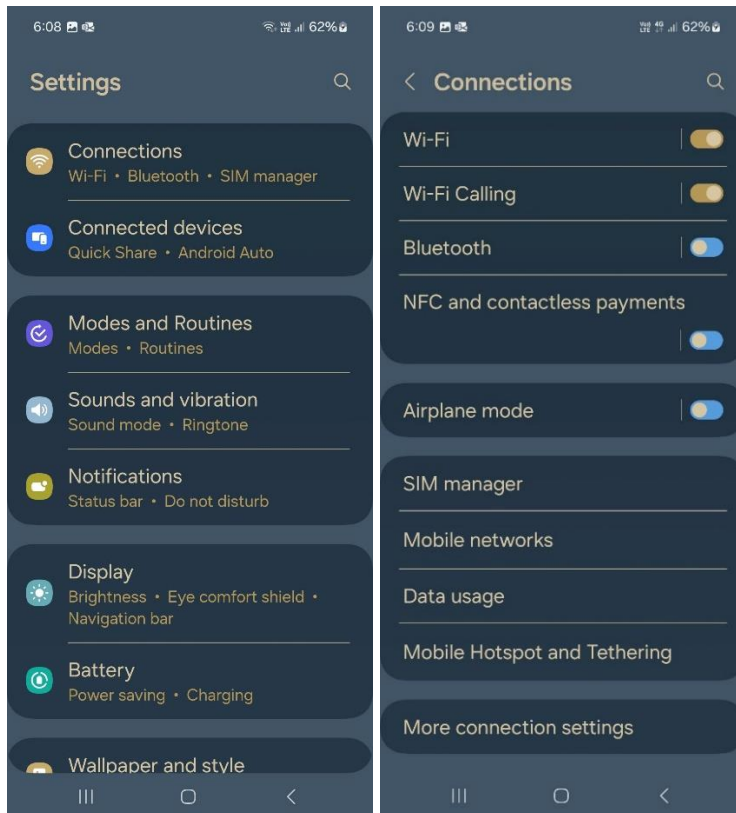 6:08
VoJ)
LTE
62%
Settings
Connections
Wi-Fi • Bluetooth • SIM manager
Connected devices
Quick Share • Android Auto
Modes and Routines
Modes • Routines
Sounds and vibration
Sound mode • Ringtone
Notifications
Status bar • Do not disturb
Display
Brightness • Eye comfort shield •
Navigation bar
Battery
Power saving • Charging
Wallpaper and style
6:09
LTE
4G
62%
Connections
Wi-Fi
Wi-Fi Calling
Bluetooth
NFC and contactless payments
Airplane mode
SIM manager
Mobile networks
Data usage
Mobile Hotspot and Tethering
More connection settings